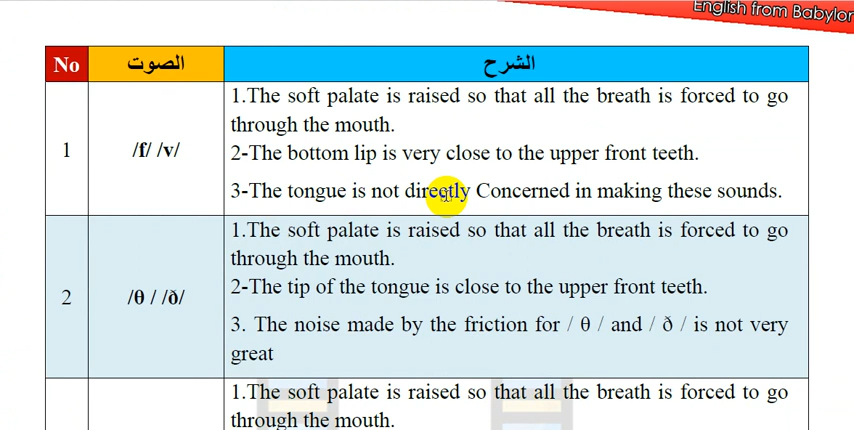 English from Babylon
No الصوت الشرح
1.The soft palate is raised so that all the breath is forced to go
through the mouth.
1 /f/ /v/
2-The bottom lip is very close to the upper front teeth.
3-The tongue is not directly Concerned in making these sounds.
1.The soft palate is raised so that all the breath is forced to go
through the mouth.
2 /θ / /ð/
2-The tip of the tongue is close to the upper front teeth.
3. The noise made by the friction for / θ / and / ð / is not very
great
1.The soft palate is raised so that all the breath is forced to go
through the mouth.